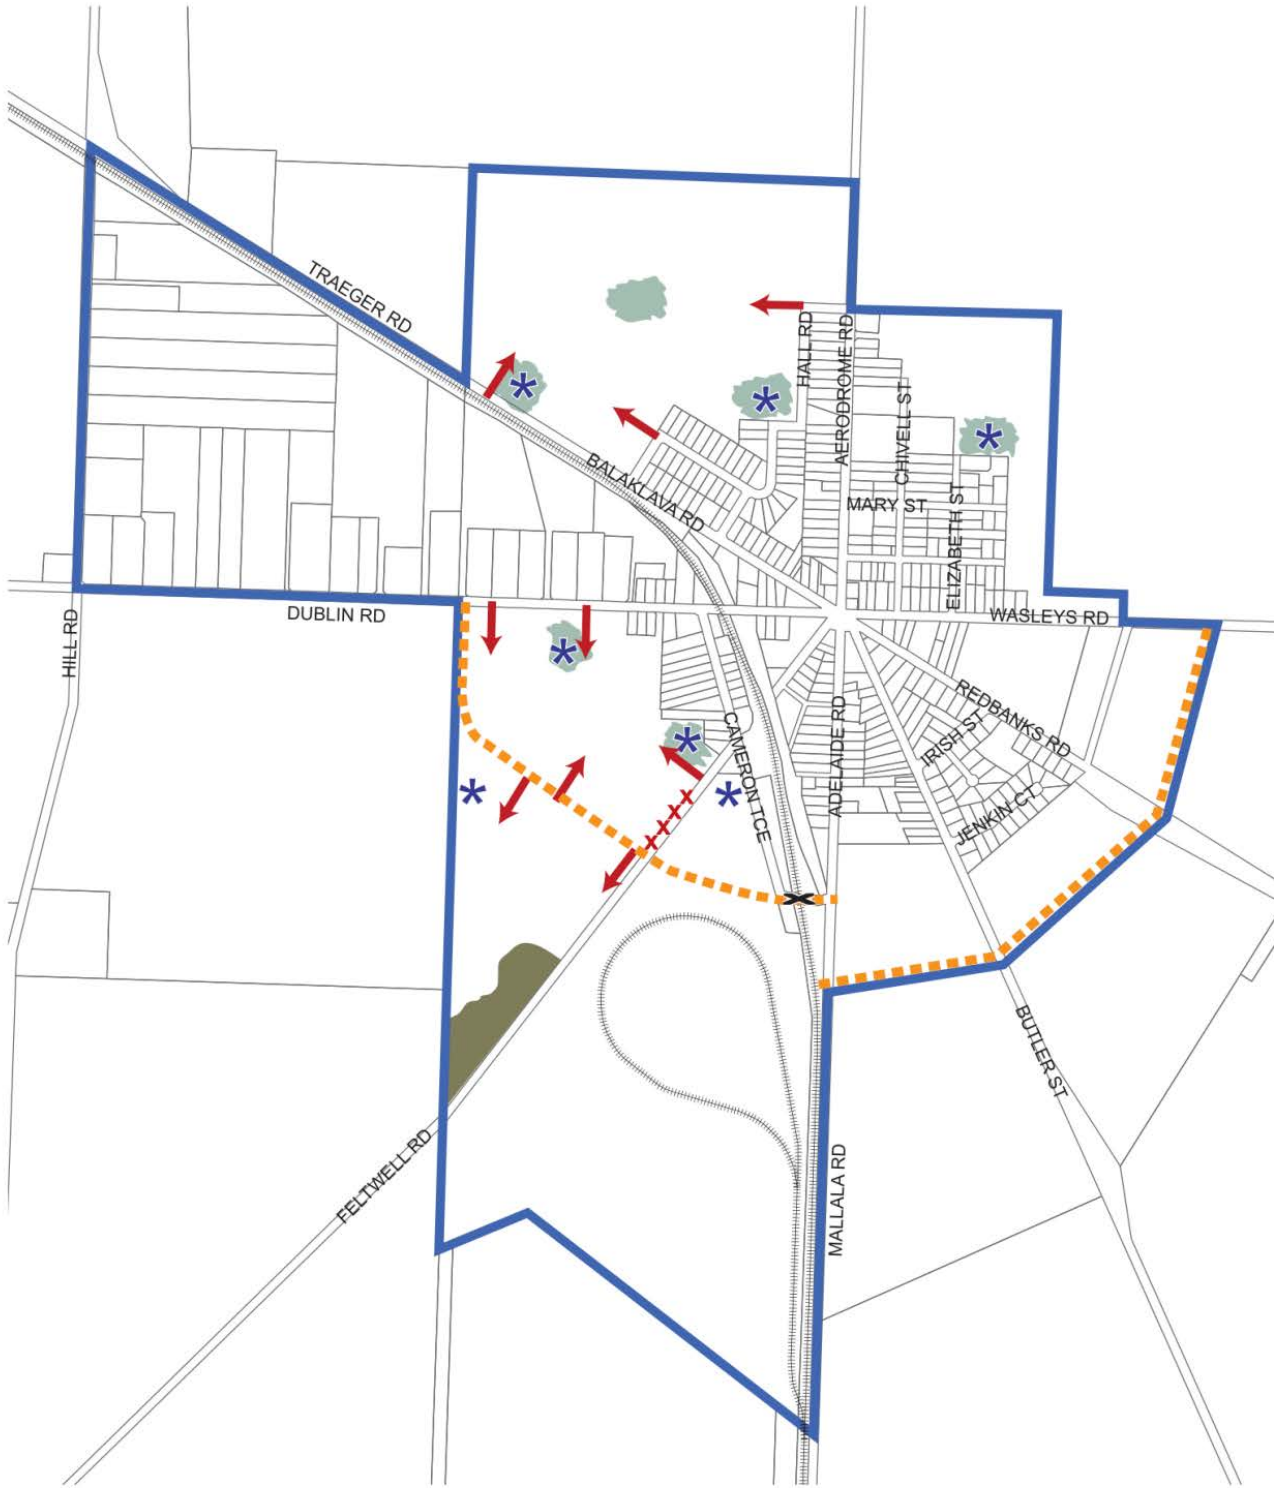 TRAEGER RD
HALL RD
AERODROME RD
CHIVELL ST
BALAKLAVA RD
MARY ST
ELIZABETH ST
DUBLIN RD
WASLEYS RD
HILL RD
REDBANKS RD
IRISH ST
CAMERON TCE
ADELAIDE RD
JENKIN CT
BUTLER ST
FELTWELL RD
MALLALA RD